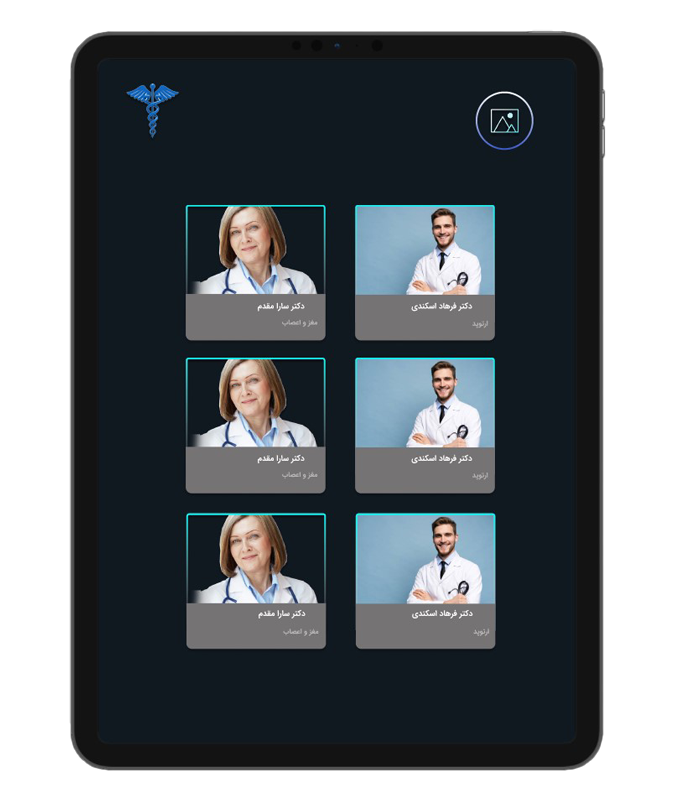 دکتر فرهاد اسکندی
ارتوپد
دکتر سارا مقدم
مغز و اعصاب
دکتر فرهاد اسکندی
ارتوپد
دکتر سارا مقدم
مغز و اعصاب
دکتر فرهاد اسکندی
ارتوپد
دکتر سارا مقدم
مغز و اعصاب